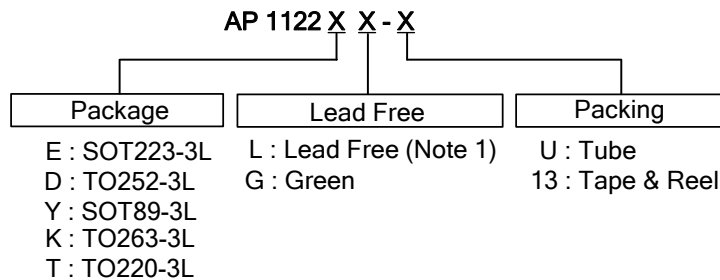 AP 1122 X X - X
Package
Lead Free
Packing
E : SOT223-3L
D : TO252-3L
Y : SOT89-3L
K : TO263-3L
T : TO220-3L
L : Lead Free (Note 1)
G : Green
U : Tube
13 : Tape & Reel